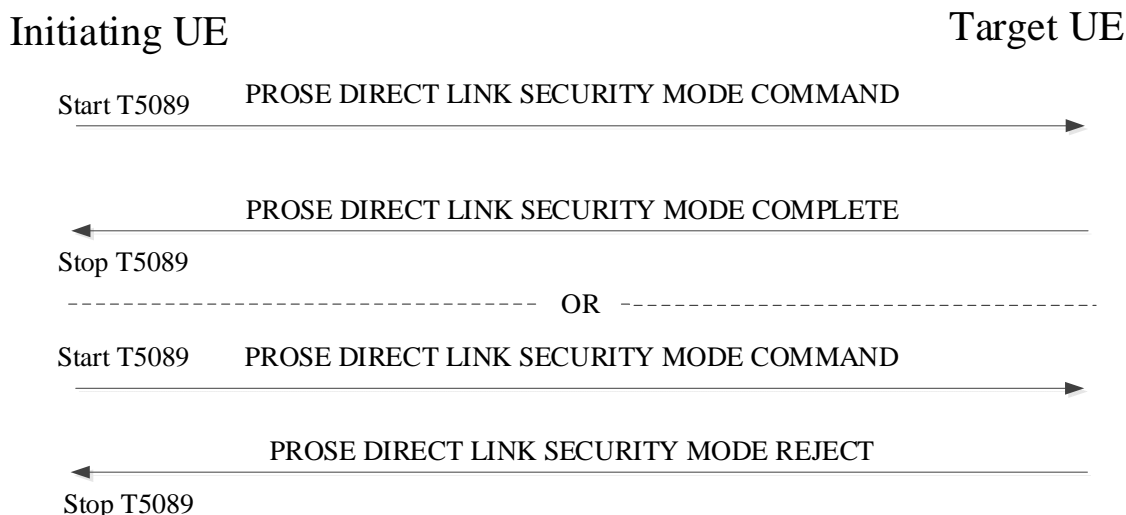 Initiating UE
Target UE
Start T5089
PROSE DIRECT LINK SECURITY MODE COMMAND
PROSE DIRECT LINK SECURITY MODE COMPLETE
Stop T5089
OR
Start T5089
PROSE DIRECT LINK SECURITY MODE COMMAND
PROSE DIRECT LINK SECURITY MODE REJECT
Stop T5089